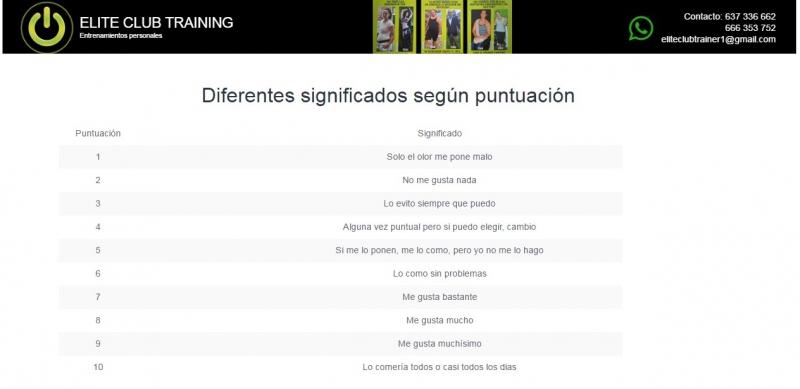 ELITE CLUB TRAINING
Entrenamientos personales
Contacto: 637 336 662
666 353 752
eliteclubtrainer1@gmail.com
Diferentes significados según puntuación
Puntuación Significado
1 Solo el olor me pone malo
2 No me gusta nada
3 Lo evito siempre que puedo
4 Alguna vez puntual pero si puedo elegir, cambio
5 Si me lo ponen, me lo como, pero yo no me lo hago
6 Lo como sin problemas
7 Me gusta bastante
8 Me gusta mucho
9 Me gusta muchísimo
10 Lo comería todos o casi todos los dias